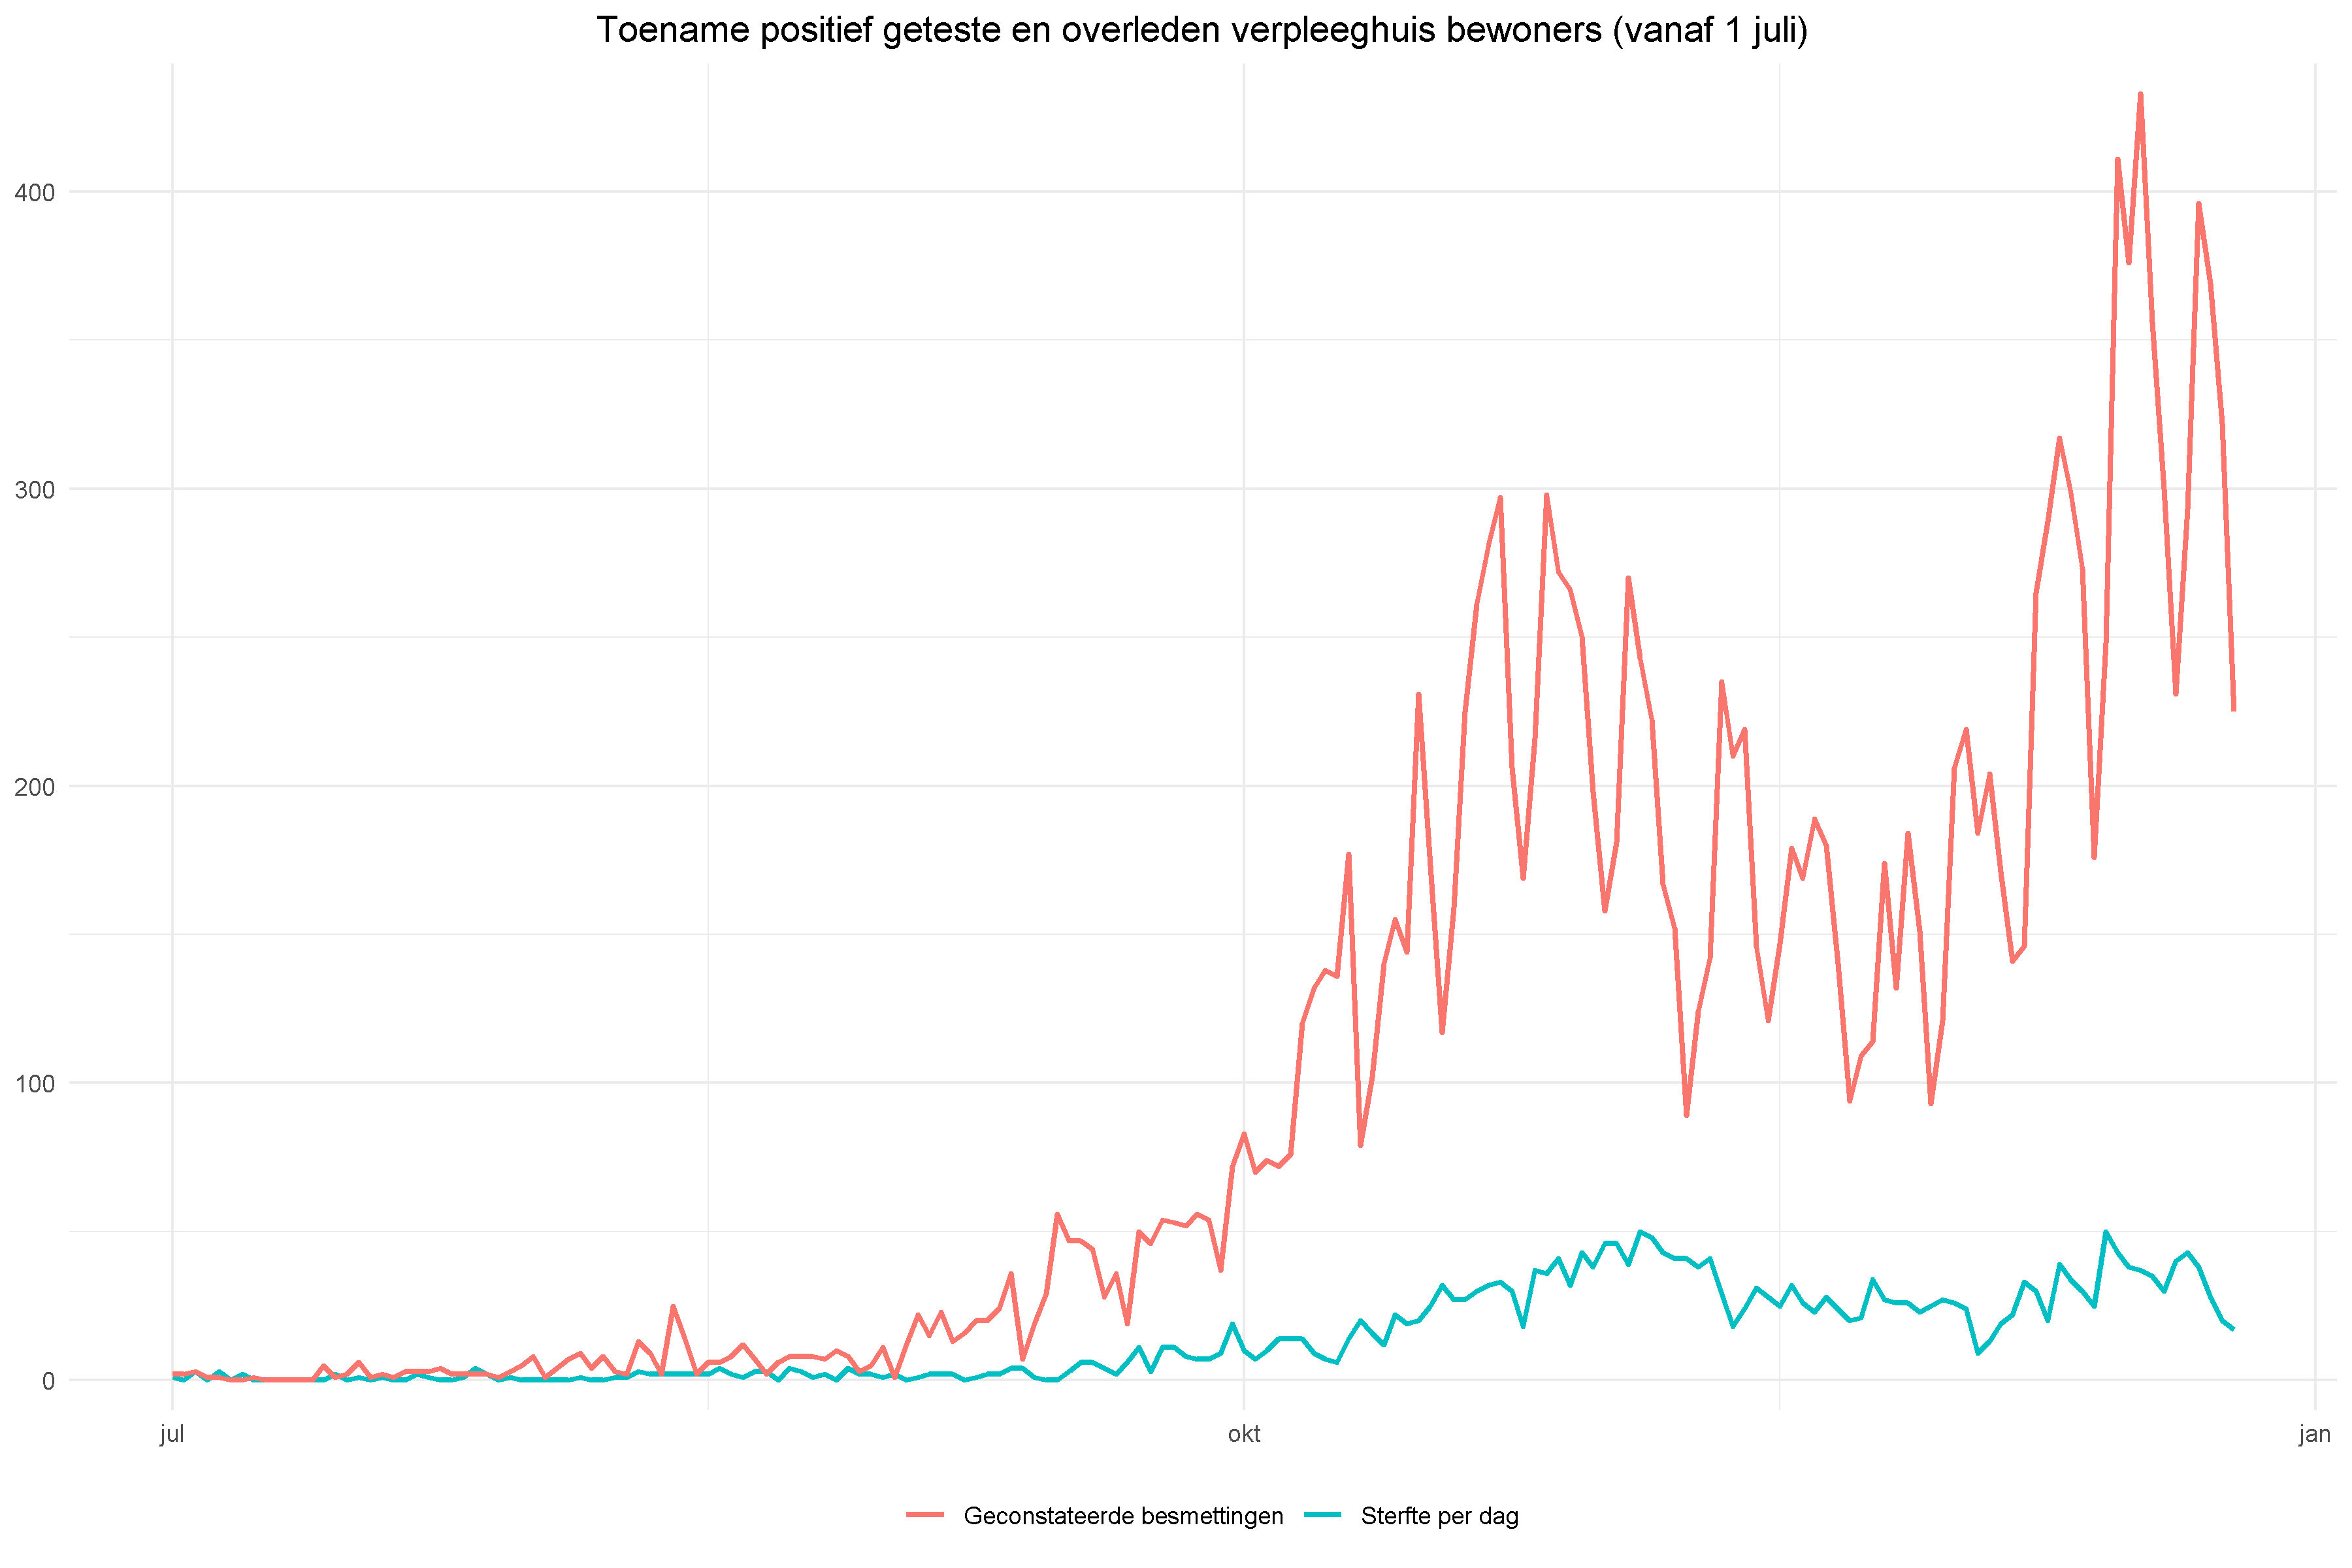 Toename positief geteste en overleden verpleeghuis bewoners (vanaf 1 juli)
400
300
200
100
0
jul okt jan
Geconstateerde besmettingen Sterfte per dag